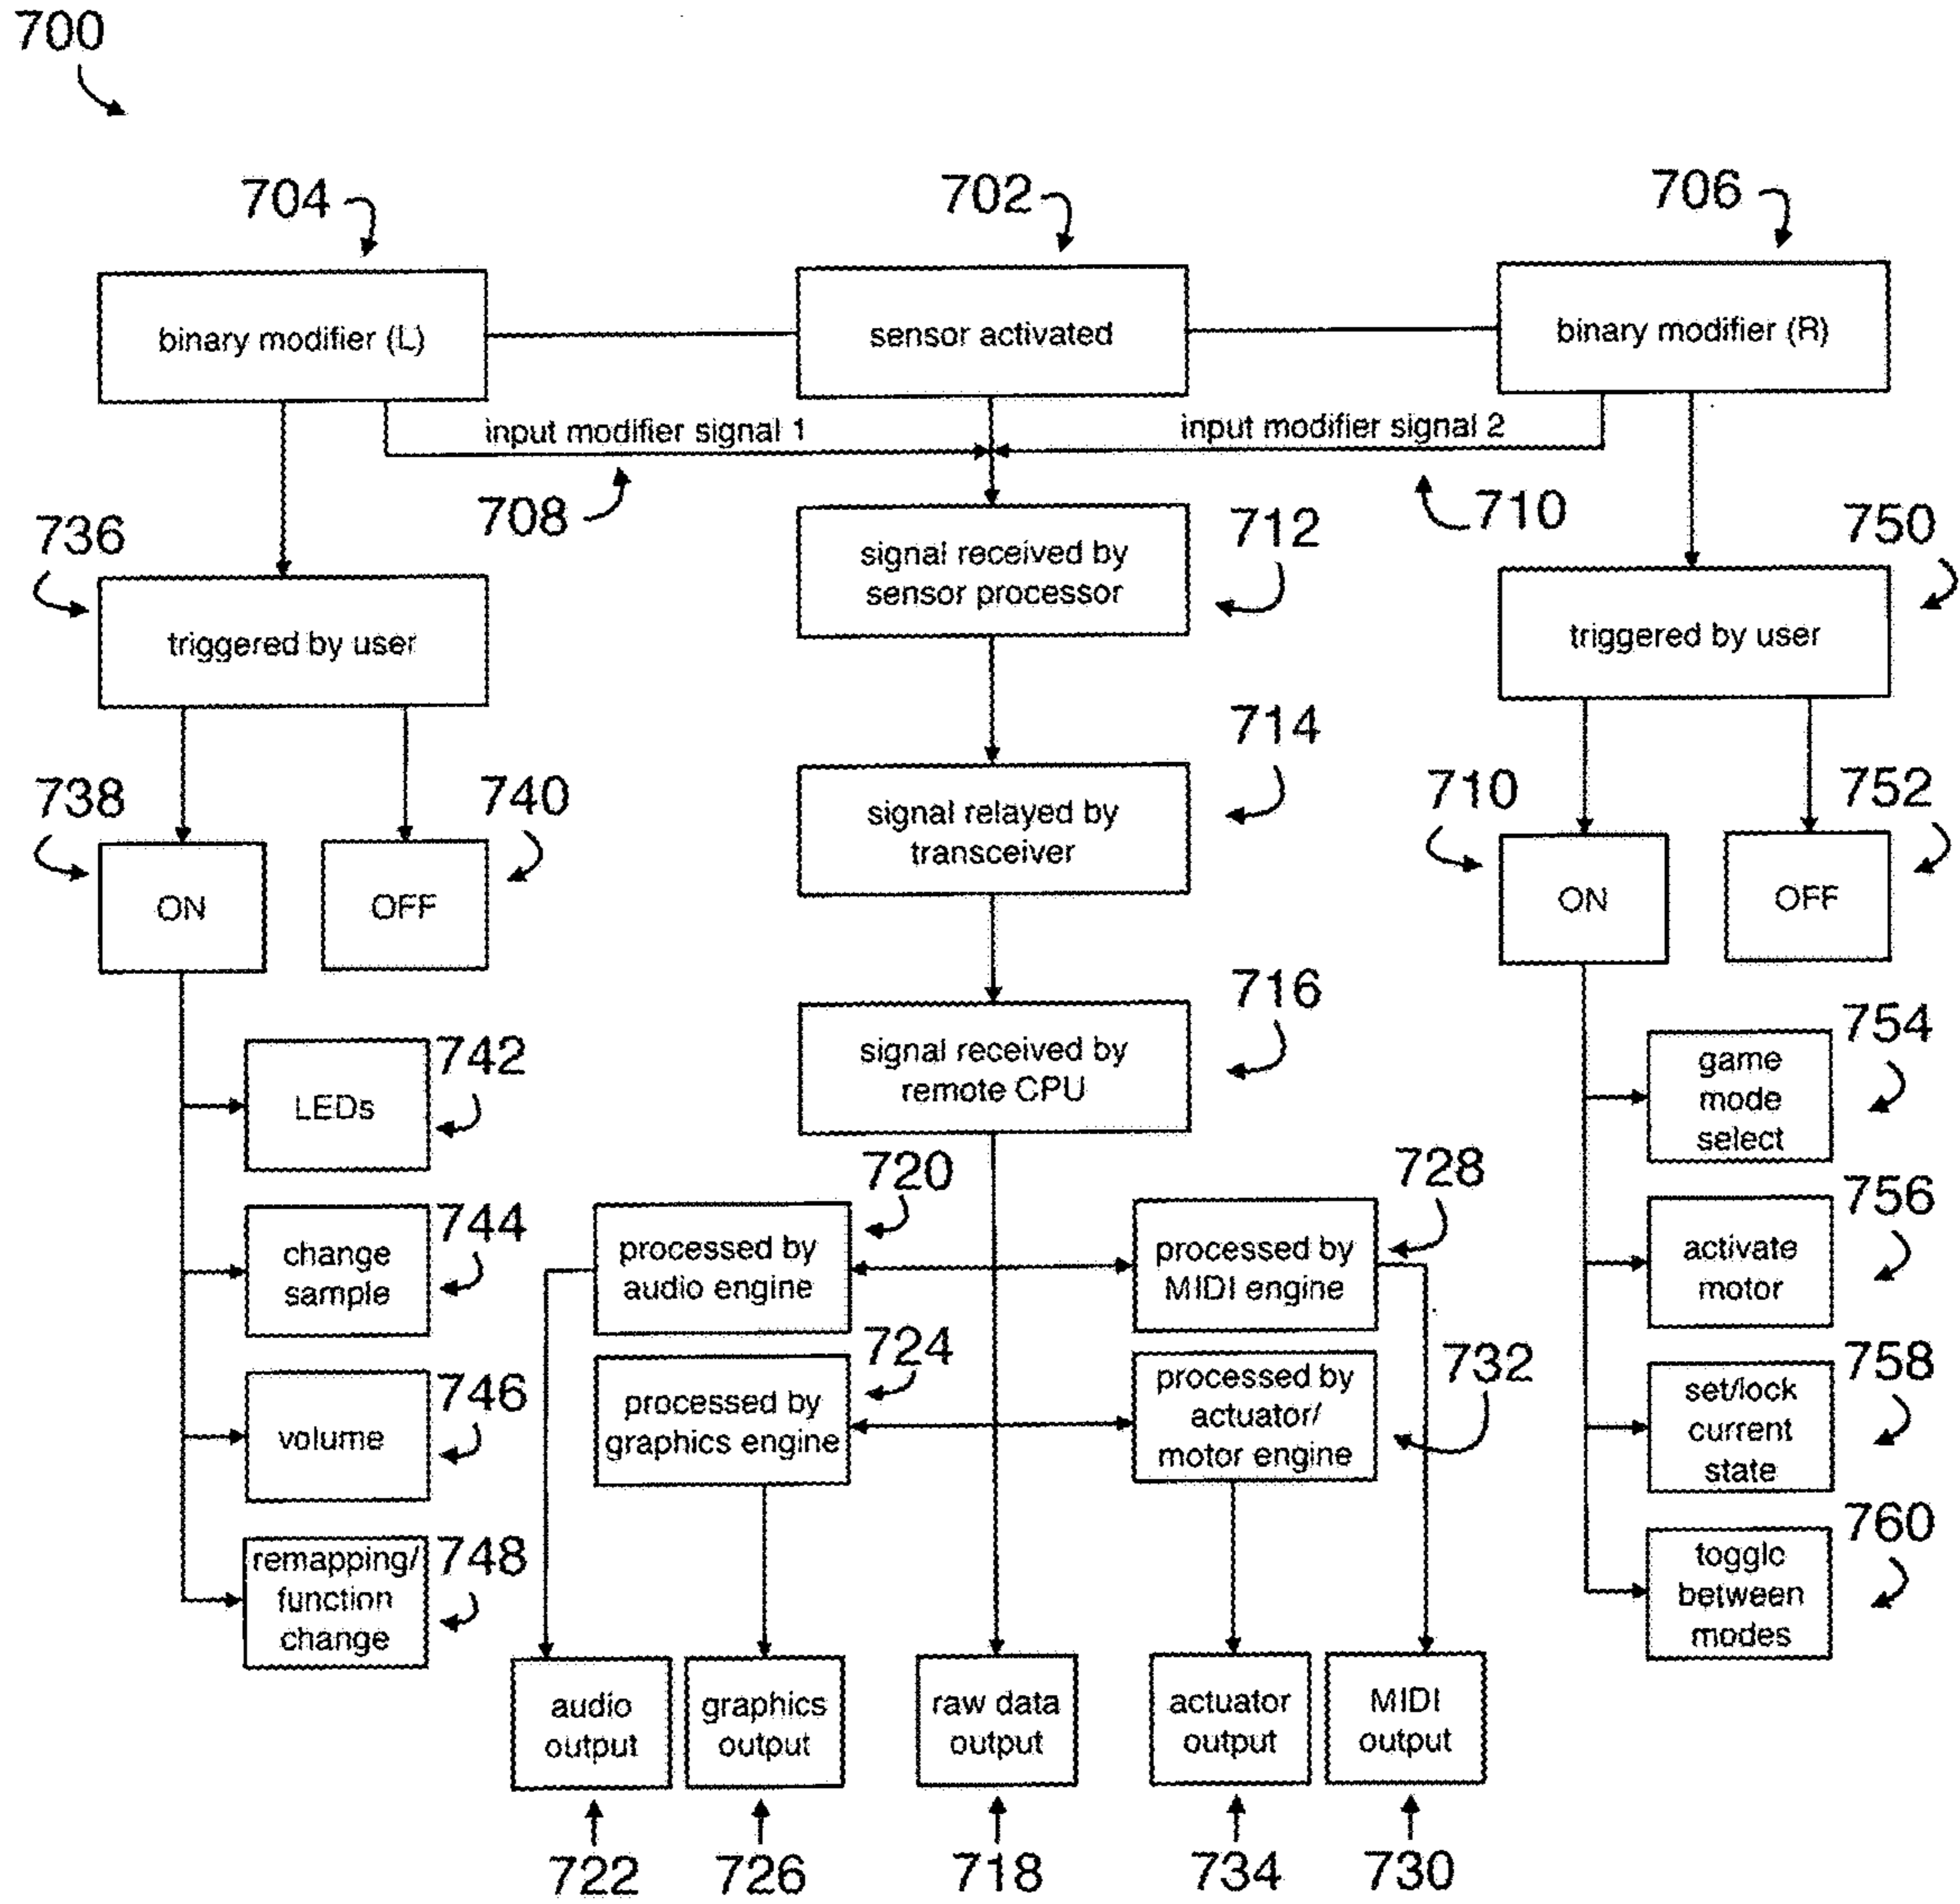 700
704
702
706
binary modifier (L)
sensor activated
binary modifier (R)
input modifier signal 1
input modifier signal 2
708
710
736
712
750
triggered by user
signal received by
sensor processor
triggered by user
714
738
740
signal relayed by
transceiver
710
752
ON
OFF
ON
OFF
716
signal received by
remote CPU
742
LEDs
754
game
mode
select
720
728
744
change
sample
processed by
audio engine
processed by
MIDI engine
756
activate
motor
724
732
746
volume
processed by
graphics engine
processed by
actuator/
motor engine
758
set/lock
current
state
748
remapping/
function
change
760
toggle
between
modes
audio
output
graphics
output
raw data
output
actuator
output
MIDI
output
722
726
718
734
730